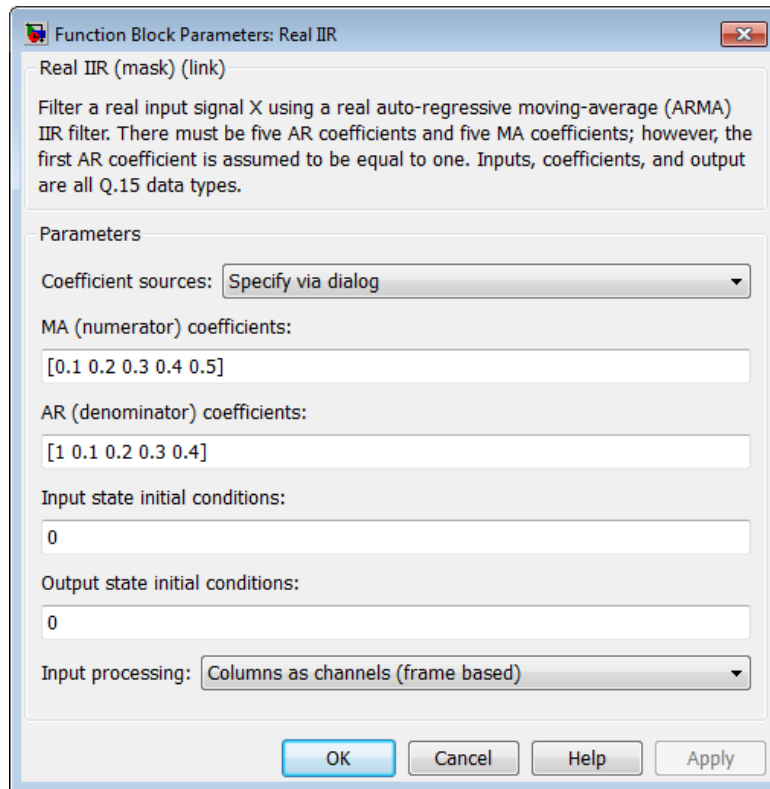 Function Block Parameters: Real IIR
Real IIR (mask) (link)
Filter a real input signal X using a real auto-regressive moving-average (ARMA)
IIR filter. There must be five AR coefficients and five MA coefficients; however, the
first AR coefficient is assumed to be equal to one. Inputs, coefficients, and output
are all Q.15 data types.
Parameters
Coefficient sources: Specify via dialog
MA (numerator) coefficients:
[0.1 0.2 0.3 0.4 0.5]
AR (denominator) coefficients:
[1 0.1 0.2 0.3 0.4]
Input state initial conditions:
0
Output state initial conditions:
0
Input processing: Columns as channels (frame based)
OK Cancel Help Apply